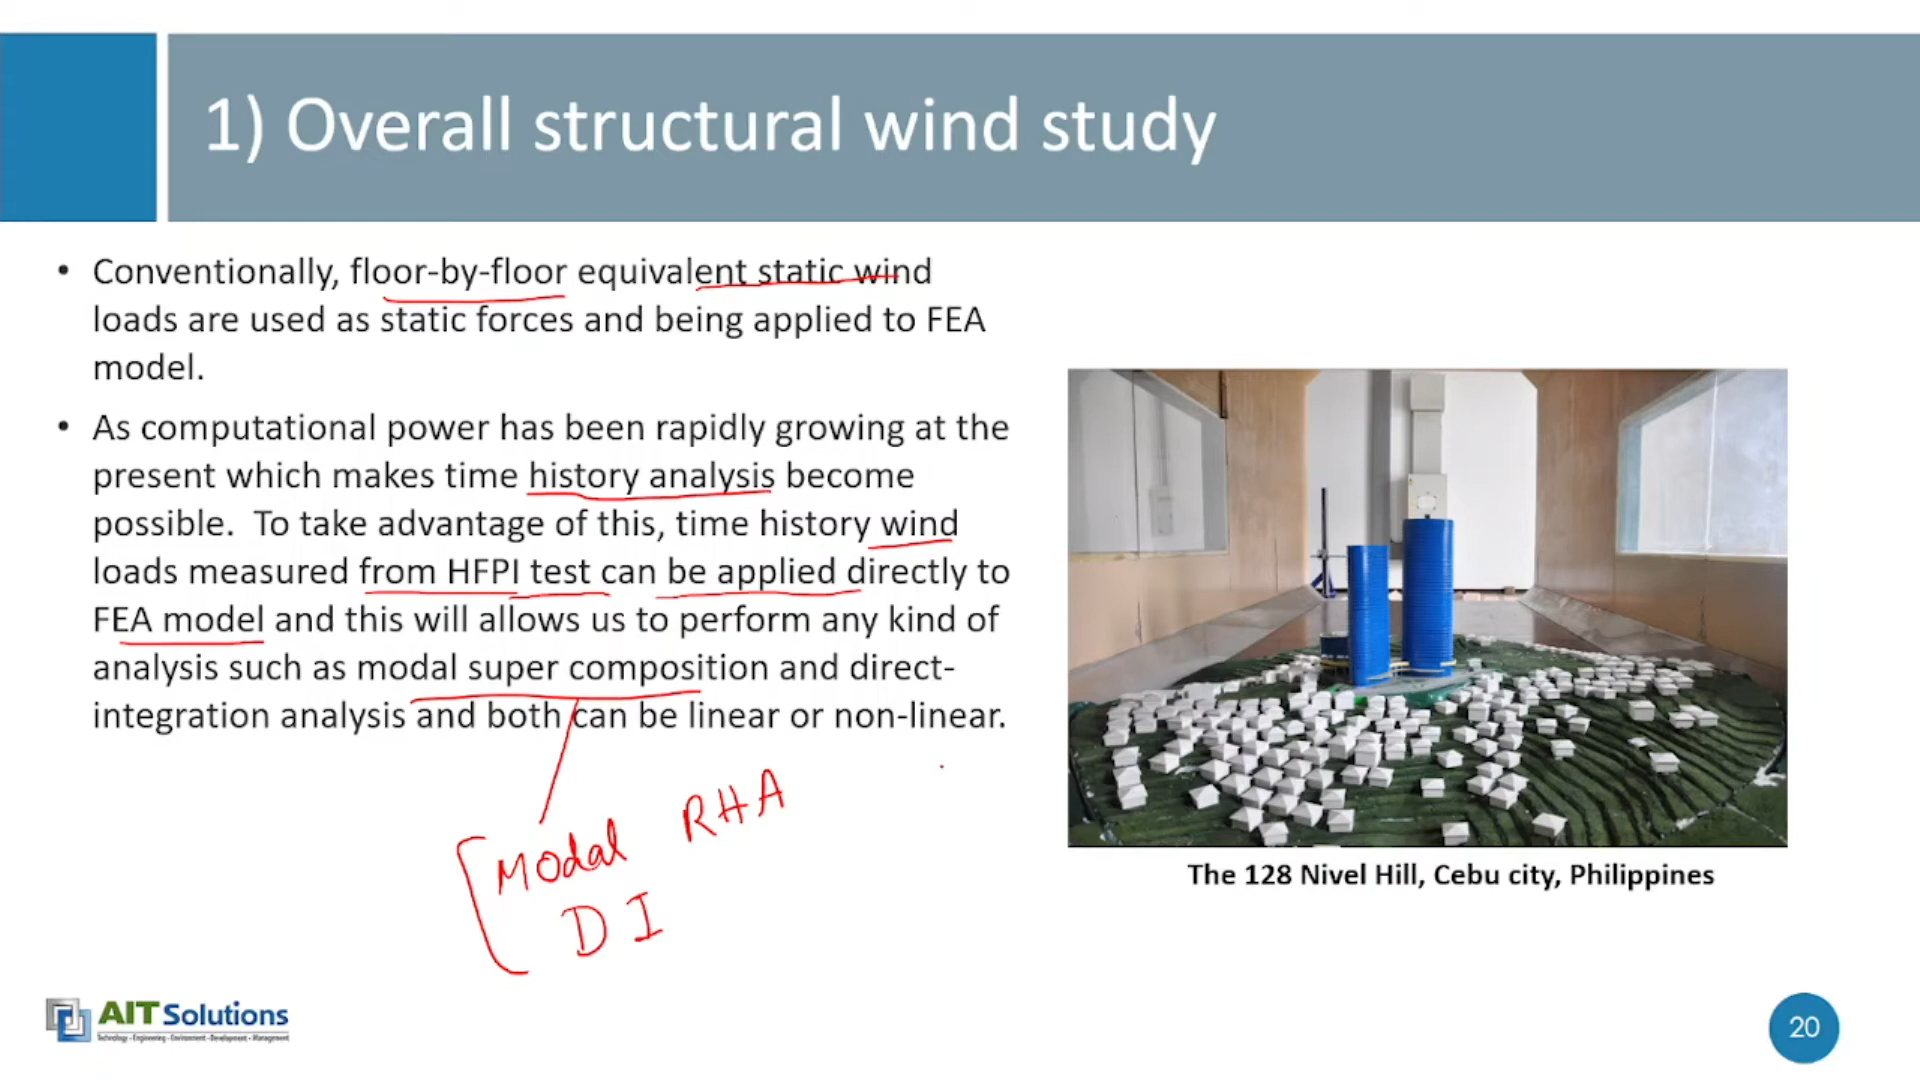 1) Overall structural wind study
• Conventionally, floor-by-floor equivalent static wind
loads are used as static forces and being applied to FEA
model.
• As computational power has been rapidly growing at the
present which makes time history analysis become
possible. To take advantage of this, time history wind
loads measured from HFPI test can be applied directly to
FEA model and this will allows us to perform any kind of
analysis such as modal super composition and direct-
integration analysis and both can be linear or non-linear.
Modal RHA
DI
The 128 Nivel Hill, Cebu city, Philippines
AIT Solutions
Technology - Engineering - Environment - Development - Management
20